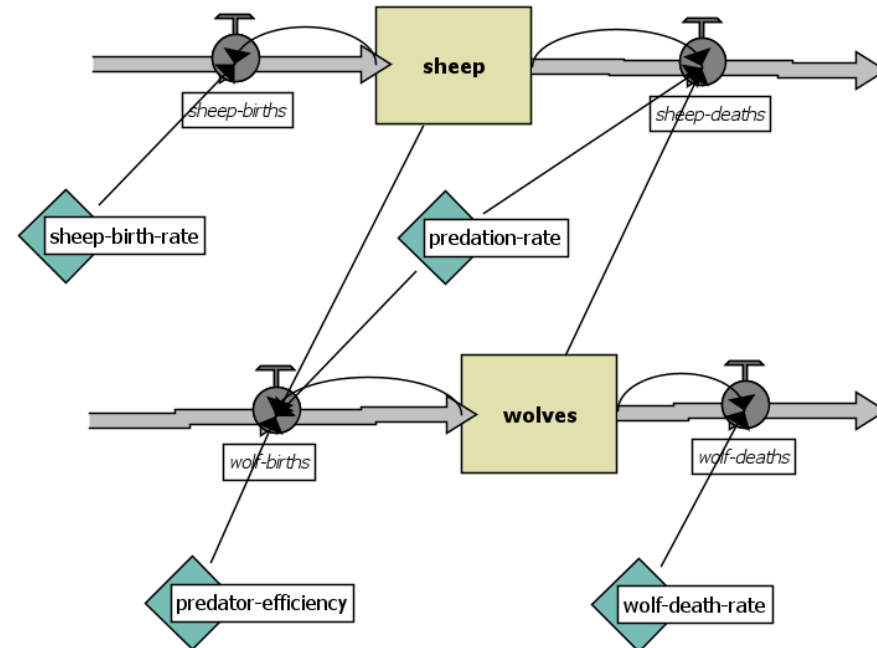 sheep
sheep-births
sheep-deaths
sheep-birth-rate
predation-rate
wolves
wolf-births
wolf-deaths
predator-efficiency
wolf-death-rate